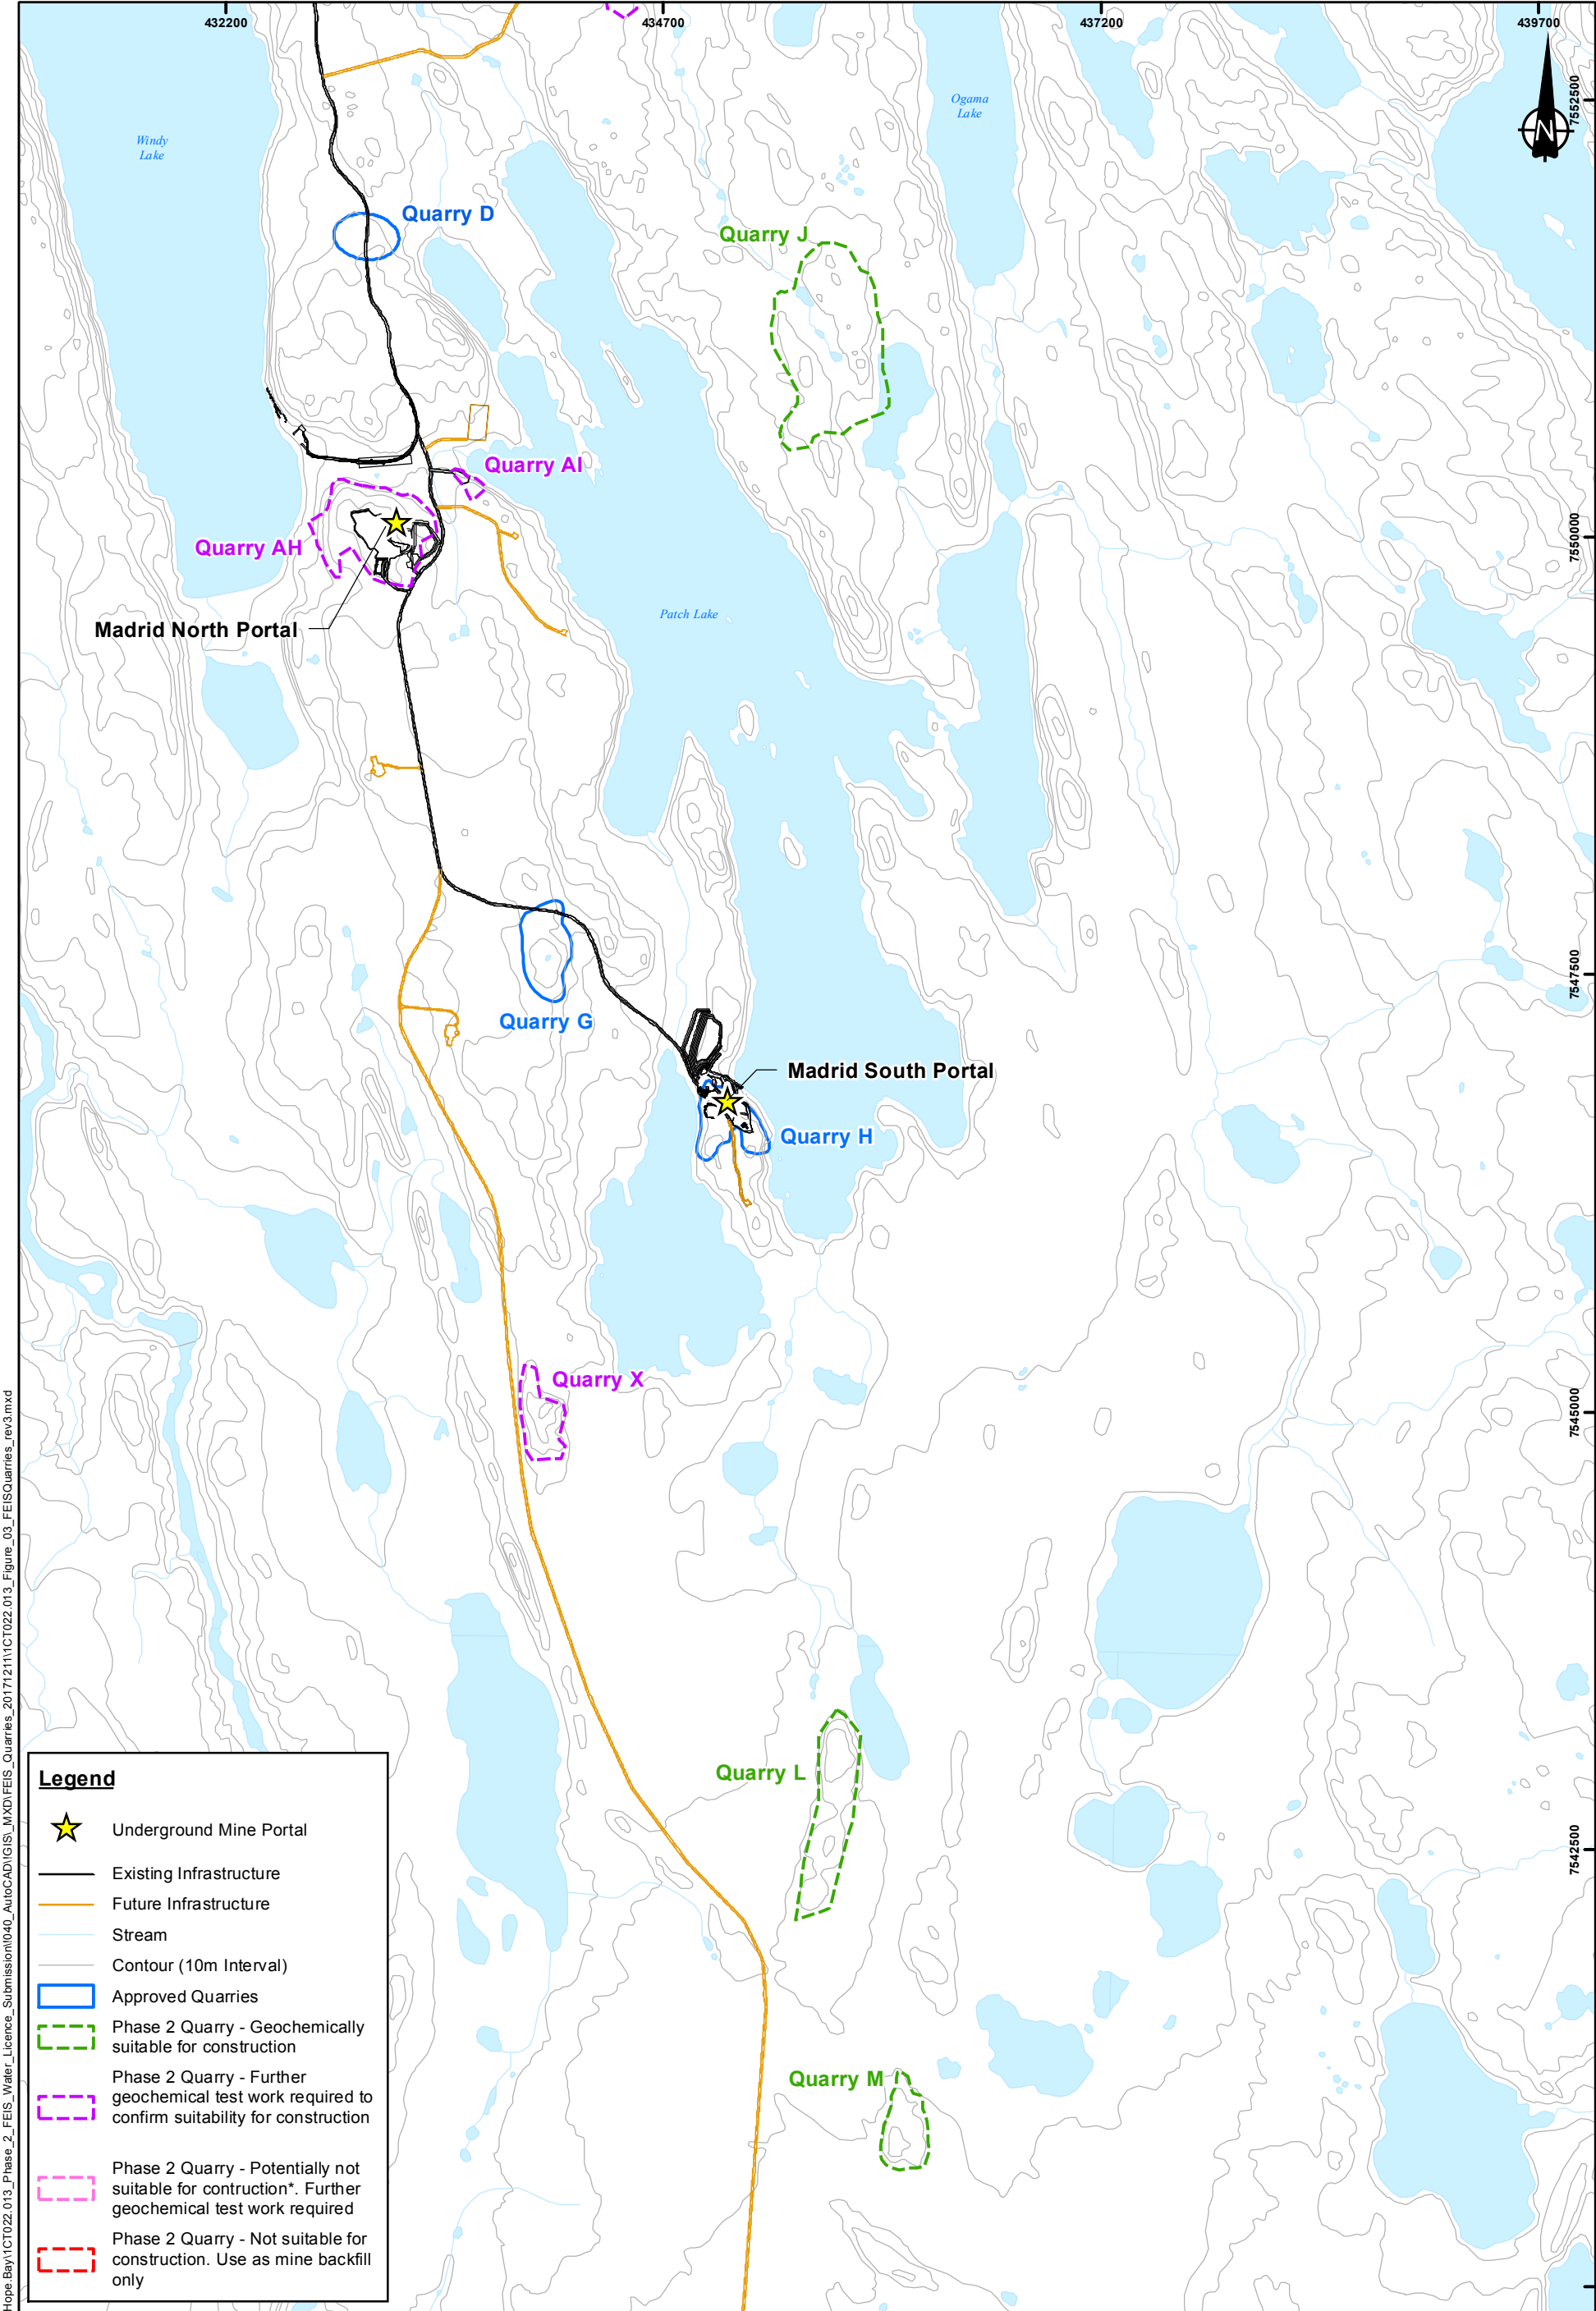 432200
434700
437200
439700
7552500
Windy
Lake
Ogama
Lake
N
Quarry D
Quarry J
Quarry AI
Quarry AH
7550000
Madrid North Portal
Patch Lake
7547500
Quarry G
Madrid South Portal
Quarry H
Quarry X
7545000
Quarry L
7542500
Quarry M
Legend
Underground Mine Portal
Existing Infrastructure
Future Infrastructure
Stream
Contour (10m Interval)
Approved Quarries
Phase 2 Quarry - Geochemically
suitable for construction
Phase 2 Quarry - Further
geochemical test work required to
confirm suitability for construction
Phase 2 Quarry - Potentially not
suitable for contruction*. Further
geochemical test work required
Phase 2 Quarry - Not suitable for
construction. Use as mine backfill
only
Hope.Bay\1CT022.013_Phase_2_FEIS_Water_Licence_Submission\!040_AutoCAD\!GIS\_MXD\FEIS_Quarries_20171211\1CT022.013_Figure_03_FEISQuarries_rev3.mxd